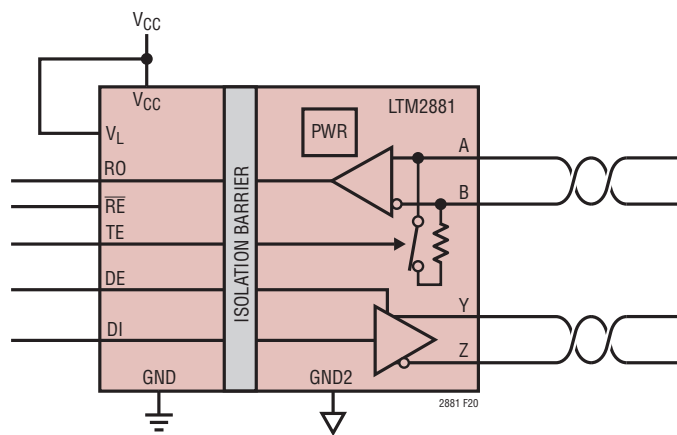 VCC
VCC
LTM2881
PWR
VL
A
RO
B
RE
TE
ISOLATION BARRIER
DE
Y
DI
Z
GND
GND2
2881 F20